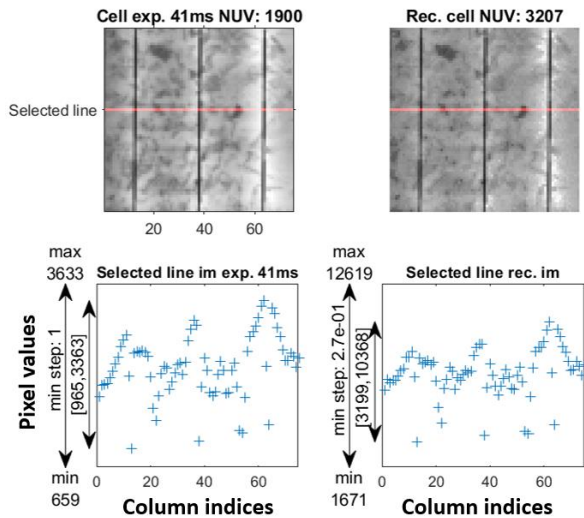 Cell exp. 41ms NUV: 1900
Rec. cell NUV: 3207
Selected line
20 40 60
max
3633
Selected line im exp. 41ms
max
12619
Selected line rec. im
Pixel values
min step: 1
[965,3363]
min step: 2.7e-01
[3199,10368]
min
659
0 20 40 60
Column indices
min
1671
0 20 40 60
Column indices